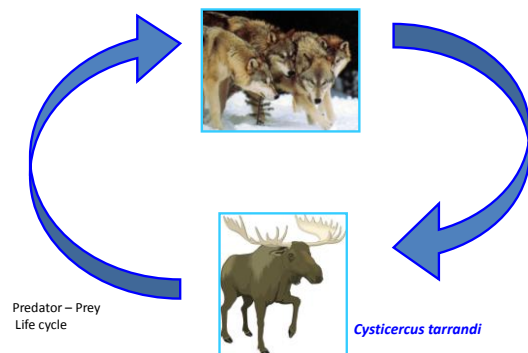 Predator – Prey
Life cycle
Cysticercus tarrandi